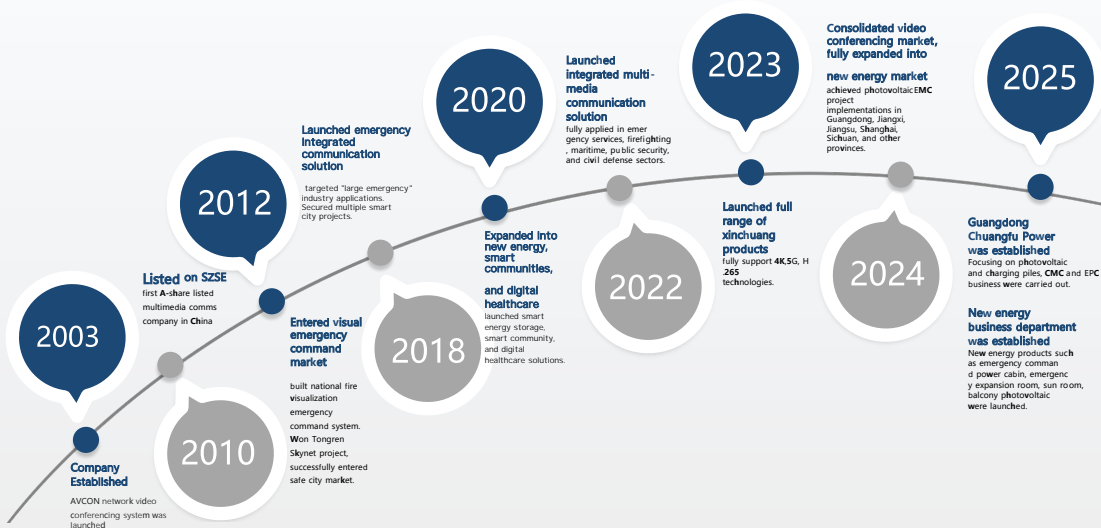 2003
Company
Established
AVCON network video
conferencing system was
launched
2010
Listed on SZSE
first A-share listed
multimedia comms
company in China
2012
Entered visual
emergency
command
market
built national fire
visualization
emergency
command system.
Won Tongren
Skynet project,
successfully entered
safe city market.
2018
Launched emergency
integrated
communication
solution
targeted "large emergency"
industry applications.
Secured multiple smart
city projects.
2020
Expanded into
new energy,
smart
communities,
and digital
healthcare
launched smart
energy storage,
smart community,
and digital
healthcare solutions.
2022
Launched
integrated multi-
media
communication
solution
fully applied in emer
gency services, firefighting
, maritime, public security,
and civil defense sectors.
2023
Launched full
range of
xinchuang
products
fully support 4K,5G, H
.265
technologies.
2024
Consolidated video
conferencing market,
fully expanded into
new energy market
achieved photovoltaic EMC
project
implementations in
Guangdong, Jiangxi,
Jiangsu, Shanghai,
Sichuan, and other
provinces.
2025
Guangdong
Chuangfu Power
was established
Focusing on photovoltaic
and charging piles, CMC and EPC
business were carried out.
New energy
business department
was established
New energy products such
as emergency comman
d power cabin, emergenc
y expansion room, sun room,
balcony photovoltaic
were launched.